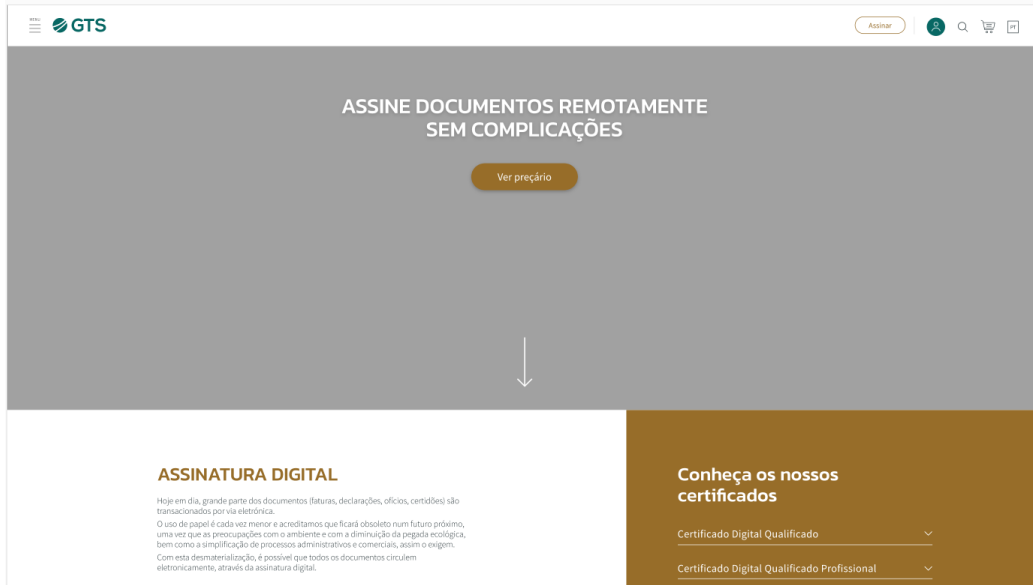 MENU
GTS
Assinar
PT
ASSINE DOCUMENTOS REMOTAMENTE
SEM COMPLICAÇÕES
Ver preçário
ASSINATURA DIGITAL
Hoje em dia, grande parte dos documentos (faturas, declarações, ofícios, certidões) são
transacionados por via eletrónica.
O uso de papel é cada vez menor e acreditamos que ficará obsoleto num futuro próximo,
uma vez que as preocupações com o ambiente e com a diminuição da pegada ecológica,
bem como a simplificação de processos administrativos e comerciais, assim o exigem.
Com esta desmaterialização, é possível que todos os documentos circulem
eletronicamente, através da assinatura digital.
Conheça os nossos
certificados
Certificado Digital Qualificado
Certificado Digital Qualificado Profissional